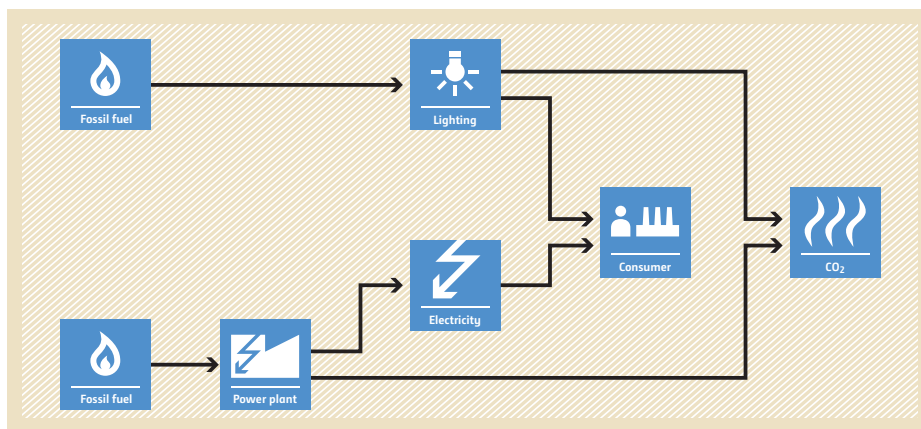 Fossil fuel
Lighting
Consumer
CO₂
Electricity
Fossil fuel
Power plant